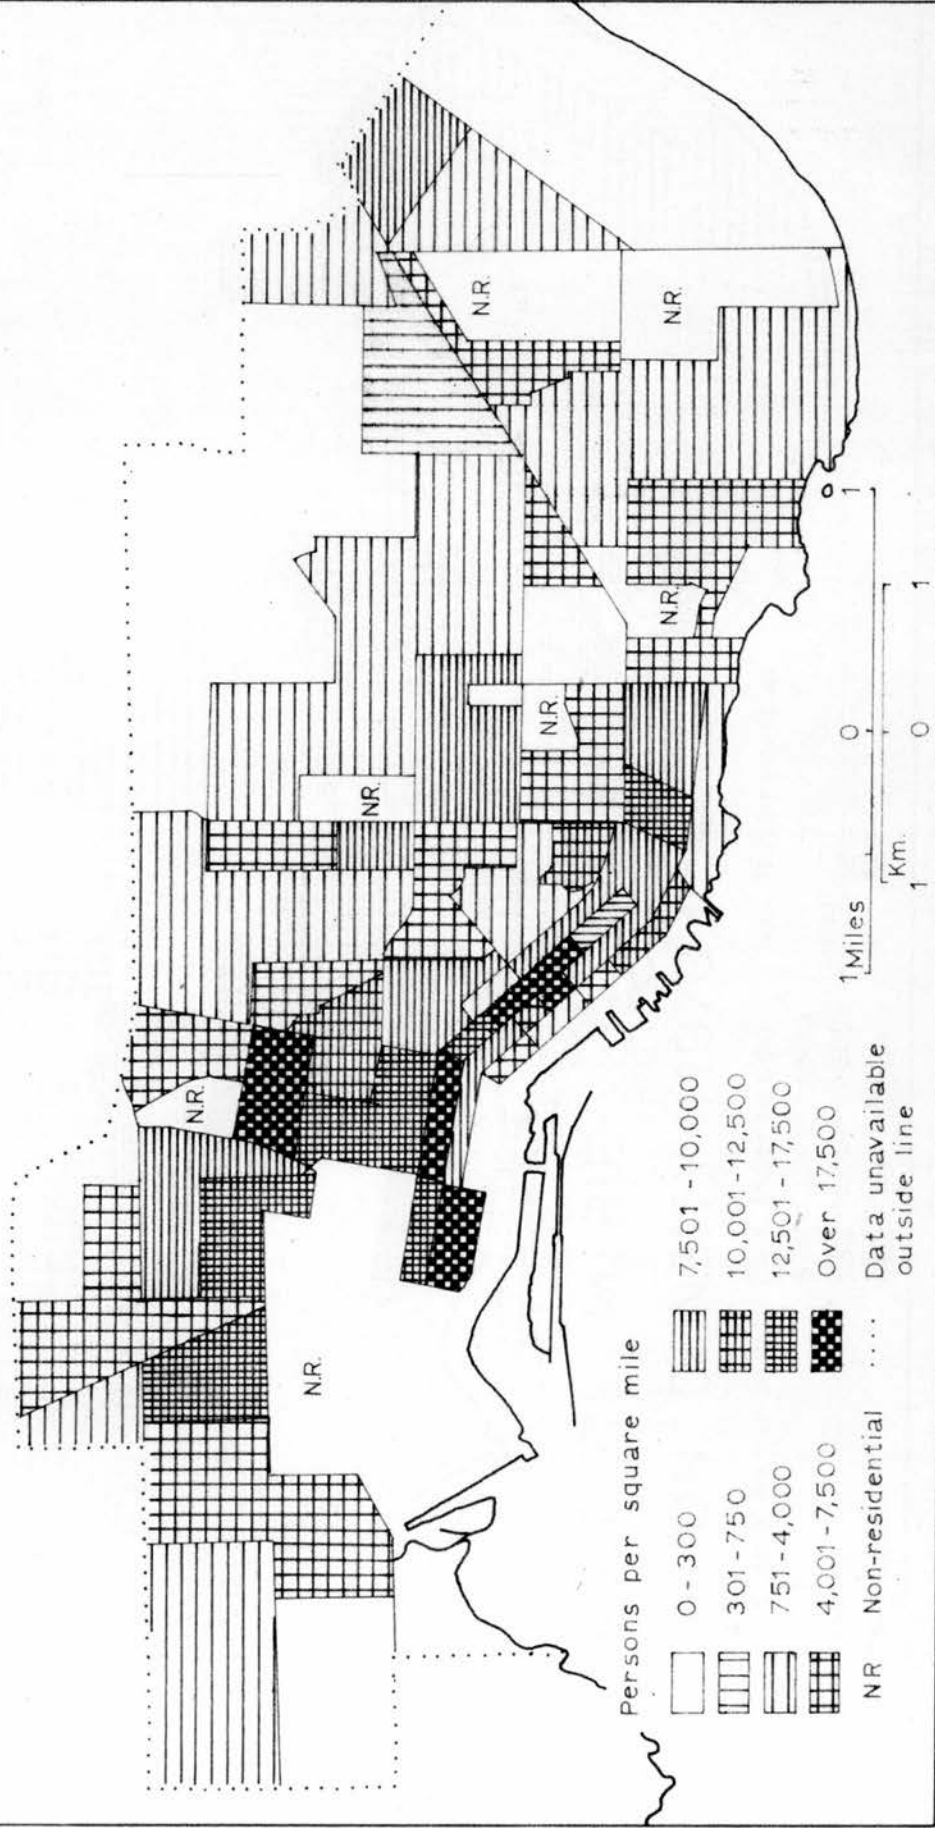 N.R.
N.R.
N.R.
N.R.
N.R.
N.R.
N.R.
Persons per square mile
0 - 300
301 - 750
751 - 4,000
4,001 - 7,500
7,501 - 10,000
10,001 - 12,500
12,501 - 17,500
Over 17,500
NR Non-residential
Data unavailable
outside line
1 Miles 0 1
1 Km. 0 1